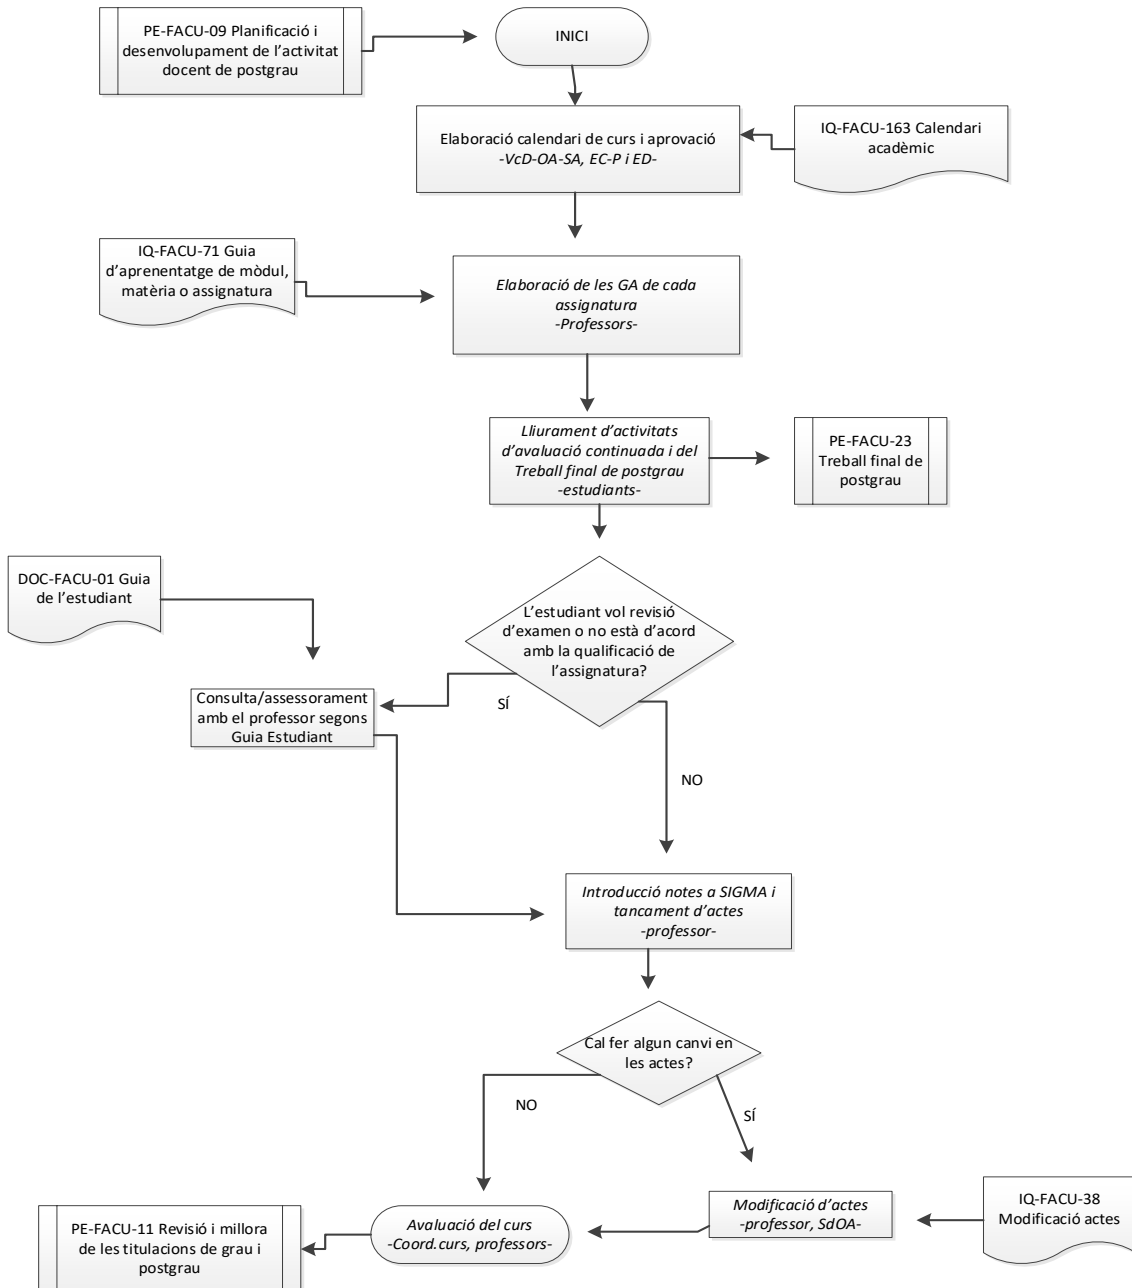 PE-FACU-09 Planificació i
desenvolupament de l’activitat
docent de postgrau
INICI
Elaboració calendari de curs i aprovació
-VcD-OA-SA, EC-P i ED-
IQ-FACU-163 Calendari
acadèmic
IQ-FACU-71 Guia
d’aprenentatge de mòdul,
matèria o assignatura
Elaboració de les GA de cada
assignatura
-Professors-
Lliurament d’activitats
d’avaluació continuada i del
Treball final de postgrau
-estudiants-
PE-FACU-23
Treball final de
postgrau
DOC-FACU-01 Guia
de l’estudiant
L’estudiant vol revisió
d’examen o no està d’acord
amb la qualificació de
l’assignatura?
SÍ
Consulta/assessorament
amb el professor segons
Guia Estudiant
NO
Introducció notes a SIGMA i
tancament d’actes
-professor-
Cal fer algun canvi en
les actes?
NO
SÍ
Modificació d’actes
-professor, SdOA-
IQ-FACU-38
Modificació actes
Avaluació del curs
-Coord.curs, professors-
PE-FACU-11 Revisió i millora
de les titulacions de grau i
postgrau